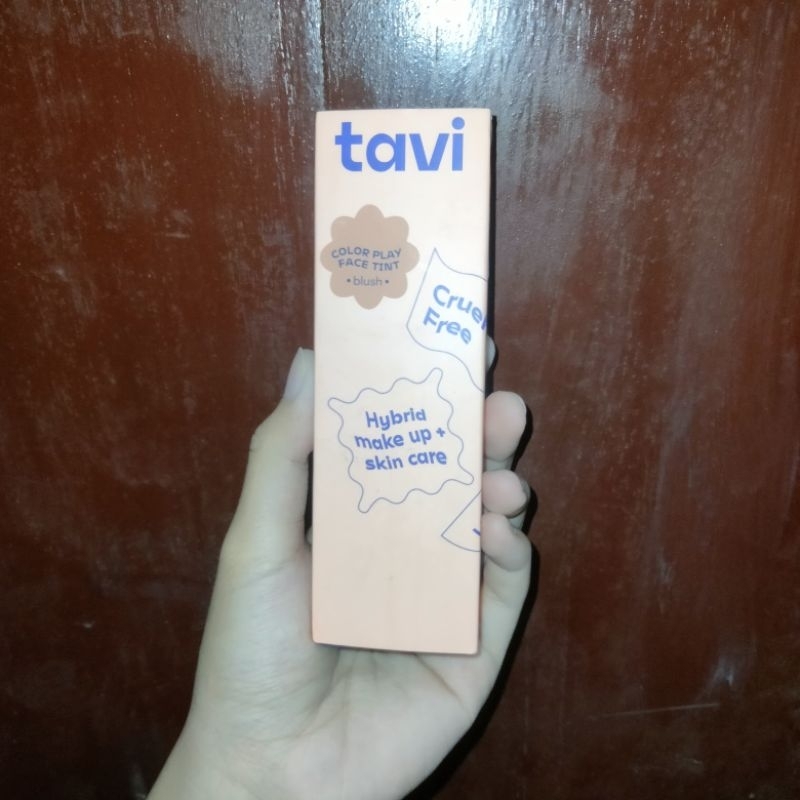 tavi
COLOR PLAY
FACE TINT
• blush •
Free
Hybrid
make up +
skin care